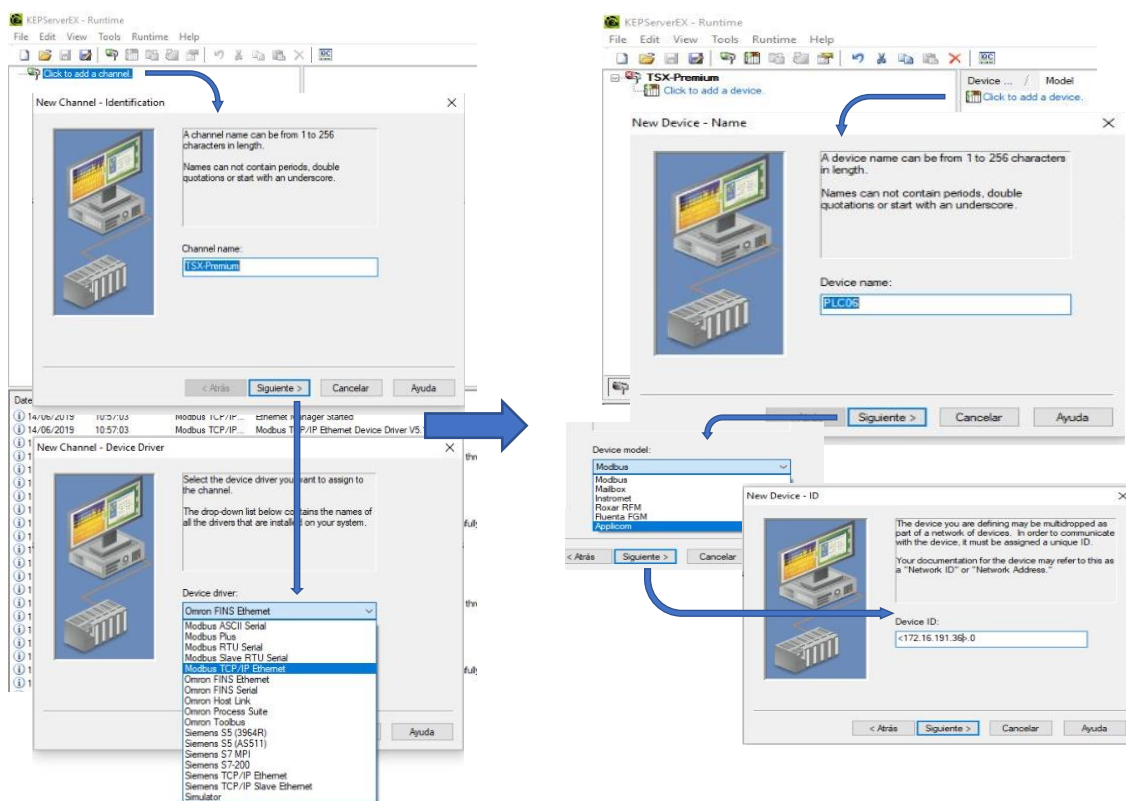 KEPServerEX - Runtime
File Edit View Tools Runtime Help
Click to add a channel.
New Channel - Identification
A channel name can be from 1 to 256
characters in length.
Names can not contain periods, double
quotations or start with an underscore.
Channel name:
TSX-Premium
< Atrás Siguiente > Cancelar Ayuda
Date
14/06/2019 10:57:03 Modbus TCP/IP... Ethernet Manager Started
14/06/2019 10:57:03 Modbus TCP/IP... Modbus TCP/IP Ethernet Device Driver V5.
New Channel - Device Driver
Select the device driver you want to assign to
the channel.
The drop-down list below contains the names of
all the drivers that are installed on your system.
Device driver:
Omron FINS Ethernet
Modbus ASCII Serial
Modbus Plus
Modbus RTU Serial
Modbus Slave RTU Serial
Modbus TCP/IP Ethernet
Omron FINS Ethernet
Omron FINS Serial
Omron Host Link
Omron Process Suite
Omron Toolbus
Siemens S5 (3964R)
Siemens S5 (AS511)
Siemens S7 MPI
Siemens S7-200
Siemens TCP/IP Ethernet
Siemens TCP/IP Slave Ethernet
Simulator
Ayuda
KEPServerEX - Runtime
File Edit View Tools Runtime Help
TSX-Premium
Click to add a device.
Device ... / Model
Click to add a device.
New Device - Name
A device name can be from 1 to 256 characters
in length.
Names can not contain periods, double
quotations or start with an underscore.
Device name:
PLC06
Siguiente > Cancelar Ayuda
Device model:
Modbus
Modbus
Mailbox
Instromet
Roxar RFM
Fluenta FGM
Applicom
< Atrás Siguiente > Cancelar
New Device - ID
The device you are defining may be multidropped as
part of a network of devices. In order to communicate
with the device, it must be assigned a unique ID.
Your documentation for the device may refer to this as
a "Network ID" or "Network Address."
Device ID:
<172.16.191.36>.0
< Atrás Siguiente > Cancelar Ayuda